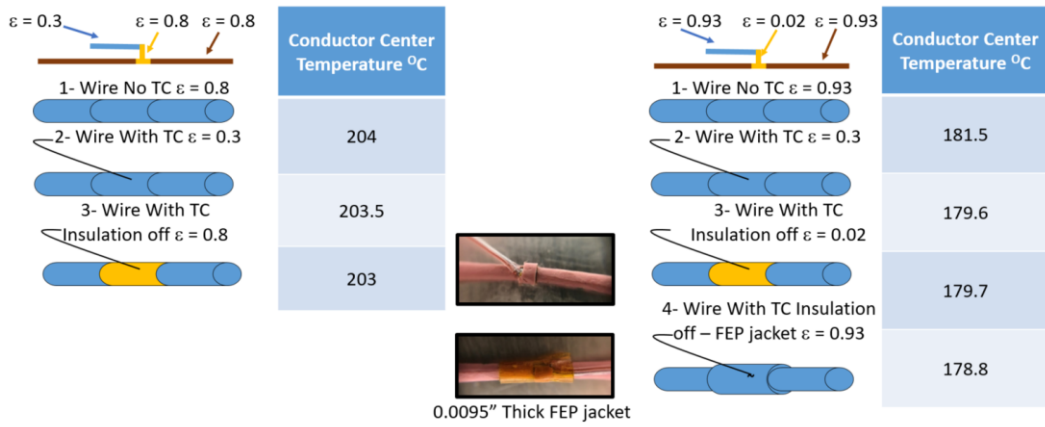 ε = 0.3
ε = 0.8
ε = 0.8
1- Wire No TC ε = 0.8
2- Wire With TC ε = 0.3
3- Wire With TC
Insulation off ε = 0.8
Conductor Center
Temperature ᴼC
204
203.5
203
0.0095” Thick FEP jacket
ε = 0.93
ε = 0.02
ε = 0.93
1- Wire No TC ε = 0.93
2- Wire With TC ε = 0.3
3- Wire With TC
Insulation off ε = 0.02
4- Wire With TC Insulation
off – FEP jacket ε = 0.93
Conductor Center
Temperature ᴼC
181.5
179.6
179.7
178.8